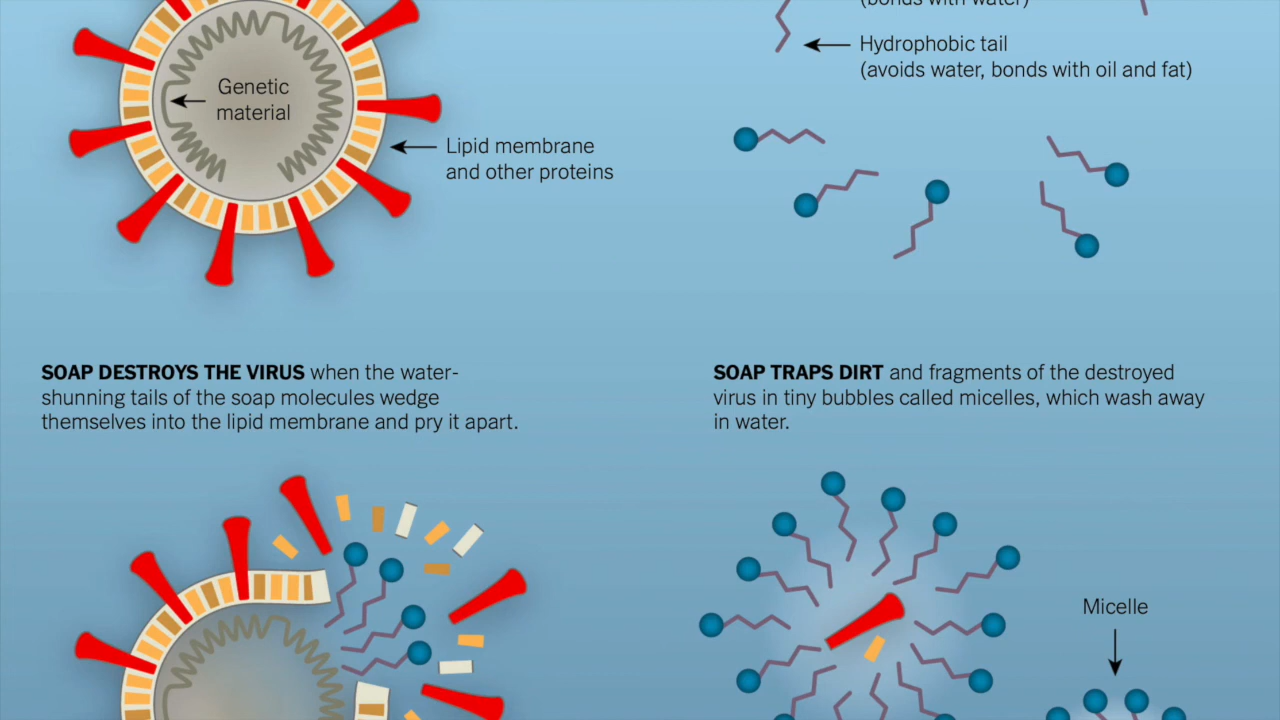 (bonds with water)
Hydrophobic tail
(avoids water, bonds with oil and fat)
Genetic
material
Lipid membrane
and other proteins
SOAP DESTROYS THE VIRUS when the water-
shunning tails of the soap molecules wedge
themselves into the lipid membrane and pry it apart.
SOAP TRAPS DIRT and fragments of the destroyed
virus in tiny bubbles called micelles, which wash away
in water.
Micelle